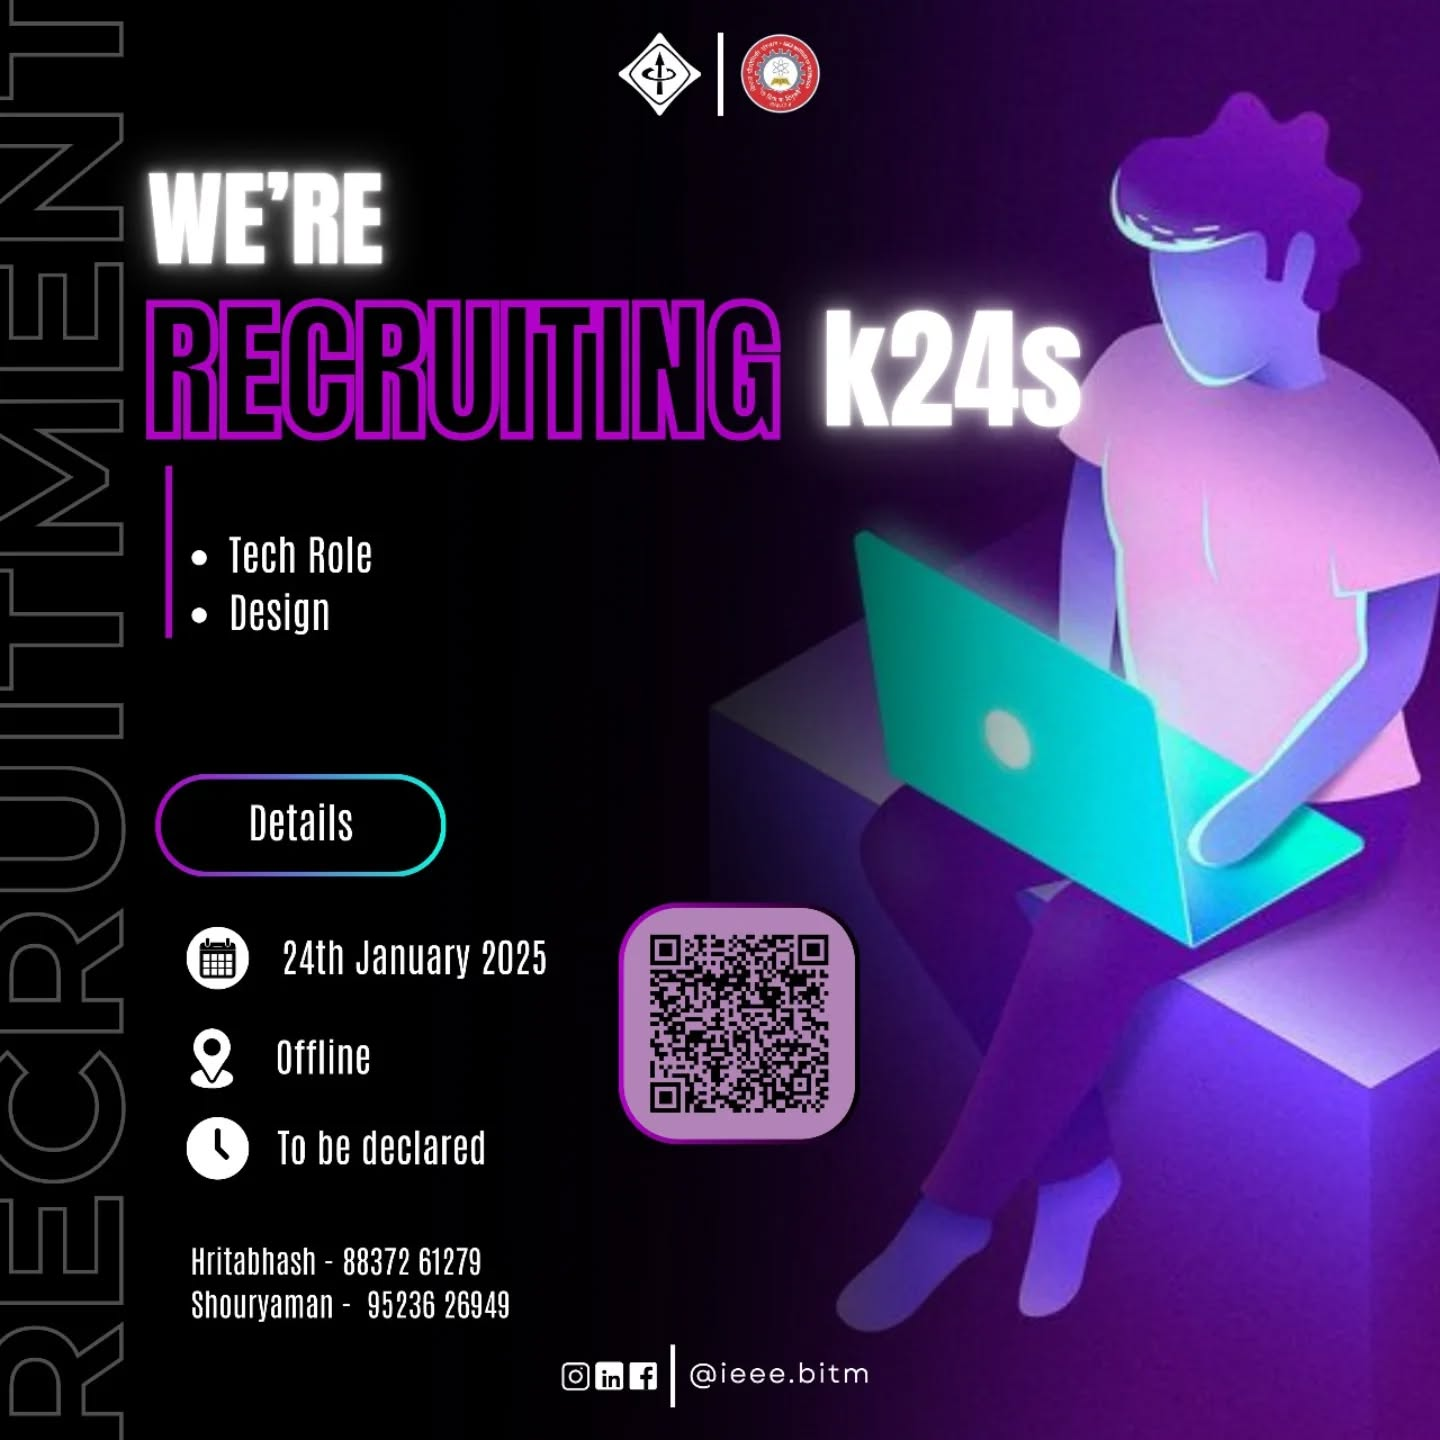 WE'RE
RECRUITING k24s
RECRUITMENT
• Tech Role
• Design
Details
24th January 2025
Offline
To be declared
Hritabhash - 88372 61279
Shouryaman - 95236 26949
@ieee.bitm